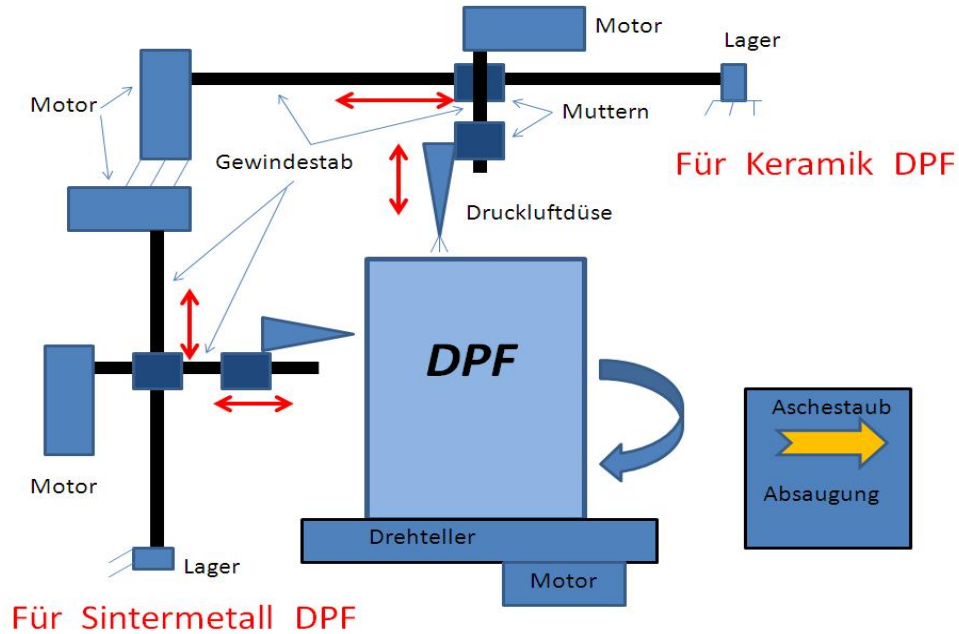 Motor
Lager
Motor
Muttern
Gewindestab
Für Keramik DPF
Druckluftdüse
DPF
Aschestaub
Absaugung
Motor
Drehteller
Lager
Motor
Für Sintermetall DPF